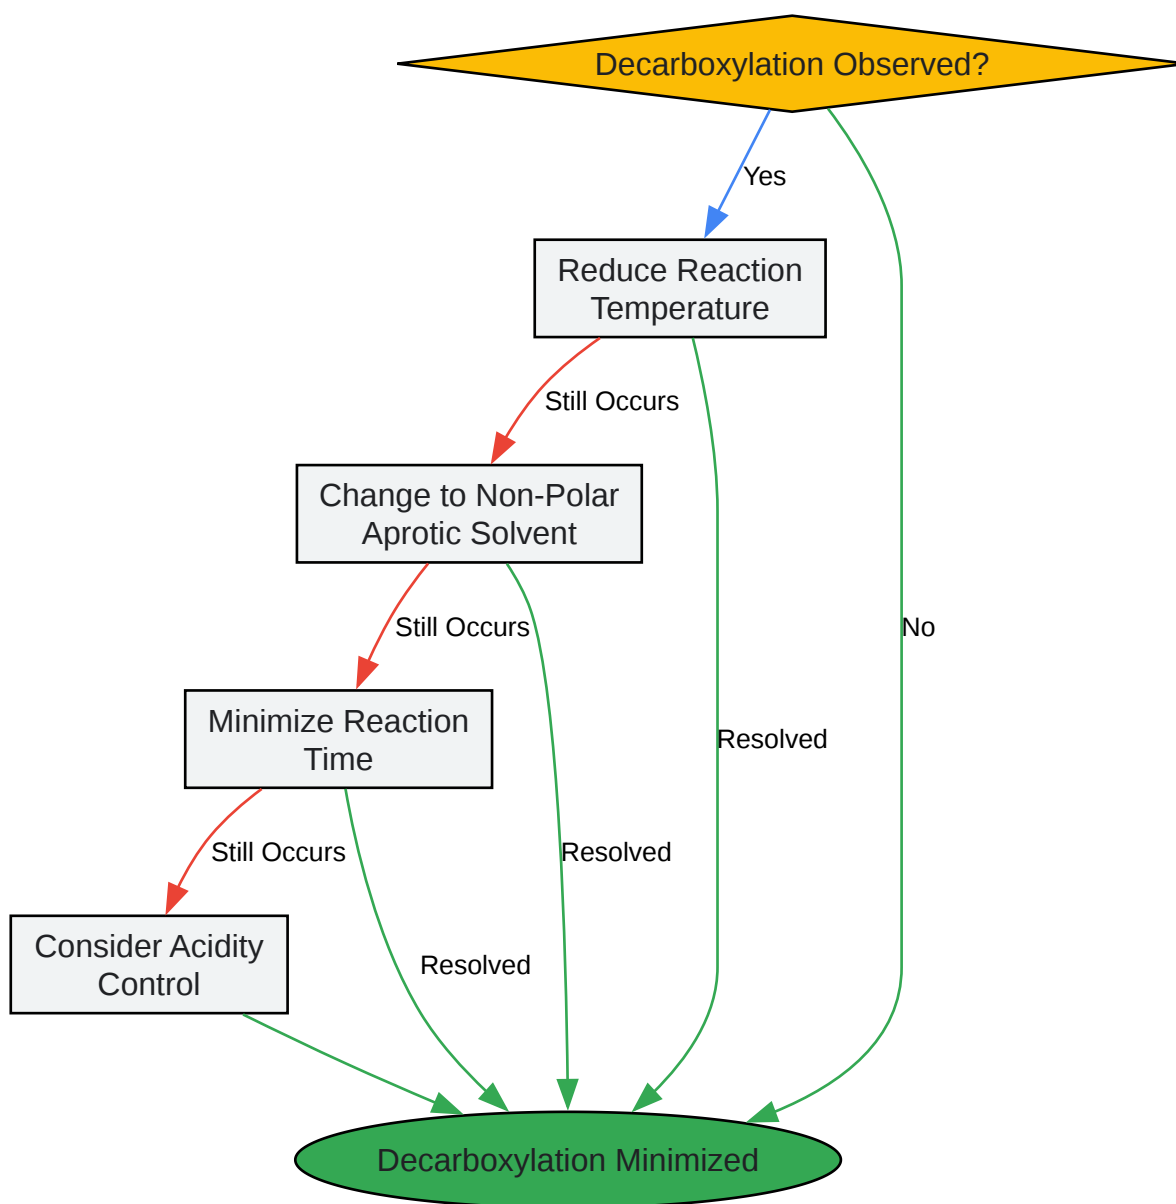 Decarboxylation Observed?
Yes
Reduce Reaction
Temperature
Still Occurs
Change to Non-Polar
Aprotic Solvent
Still Occurs
No
Minimize Reaction
Time
Resolved
Still Occurs
Resolved
Consider Acidity
Control
Resolved
Decarboxylation Minimized